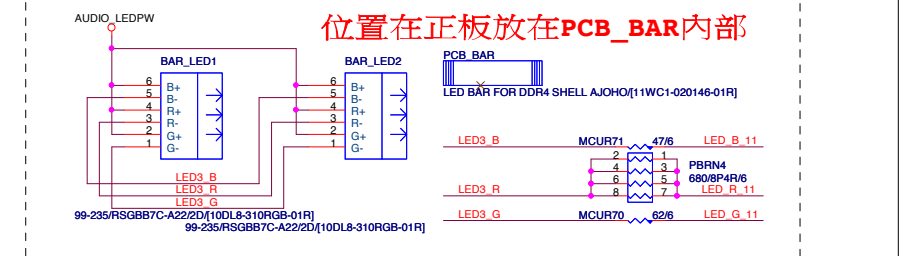 AUDIO_LEDPW
位置在正板放在PCB_BAR內部
BAR_LED1
6 B+
5 B-
4 R+
3 R-
2 G+
1 G-
BAR_LED2
6 B+
5 B-
4 R+
3 R-
2 G+
1 G-
LED3_B
LED3_R
LED3_G
99-235/RSGBB7C-A22/2D/[10DL8-310RGB-01R]
99-235/RSGBB7C-A22/2D/[10DL8-310RGB-01R]
PCB_BAR
LED BAR FOR DDR4 SHELL AJOHO/[11WC1-020146-01R]
LED3_B MCUR71 47/6 LED_B_11
2 1
4 3
6 5
8 7
PBRN4
680/8P4R/6
LED3_R LED_R_11
LED3_G MCUR70 62/6 LED_G_11